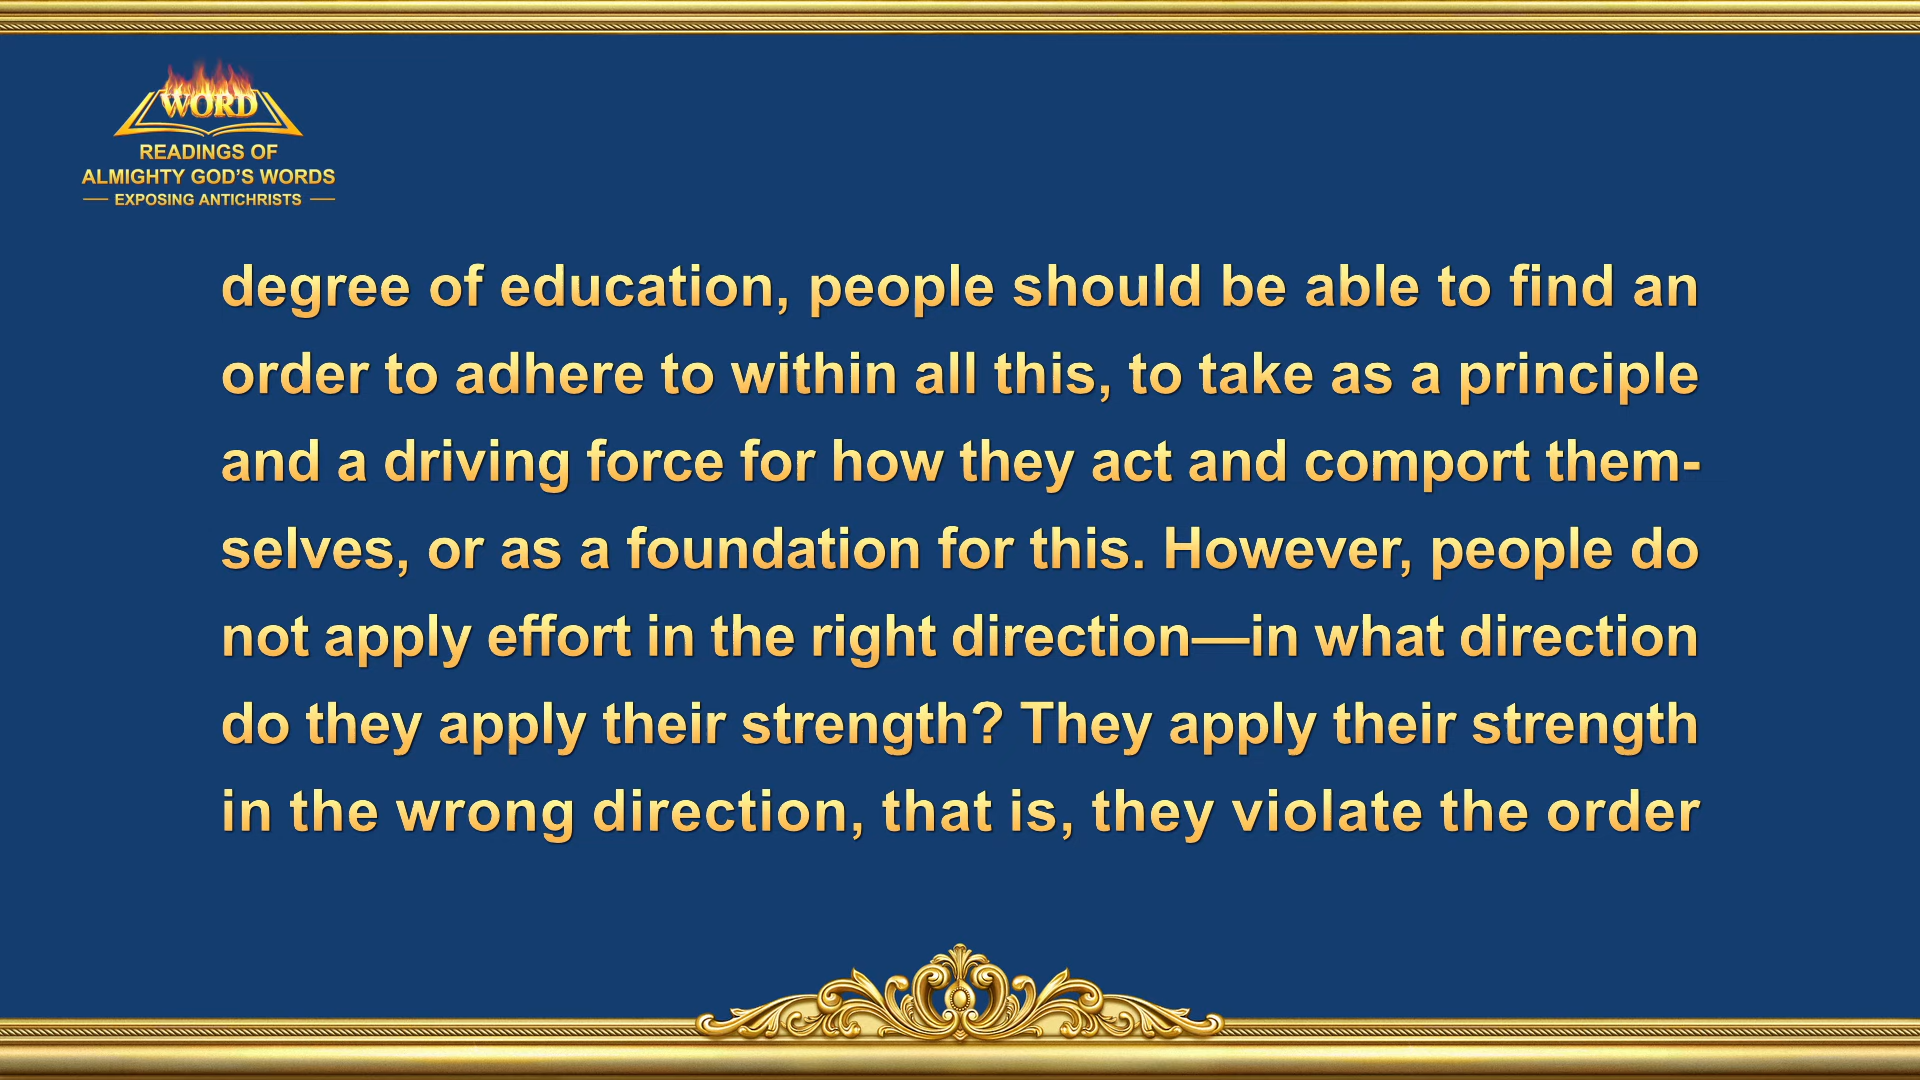 WORD
READINGS OF
ALMIGHTY GOD'S WORDS
EXPOSING ANTICHRISTS
degree of education, people should be able to find an
order to adhere to within all this, to take as a principle
and a driving force for how they act and comport them-
selves, or as a foundation for this. However, people do
not apply effort in the right direction—in what direction
do they apply their strength? They apply their strength
in the wrong direction, that is, they violate the order